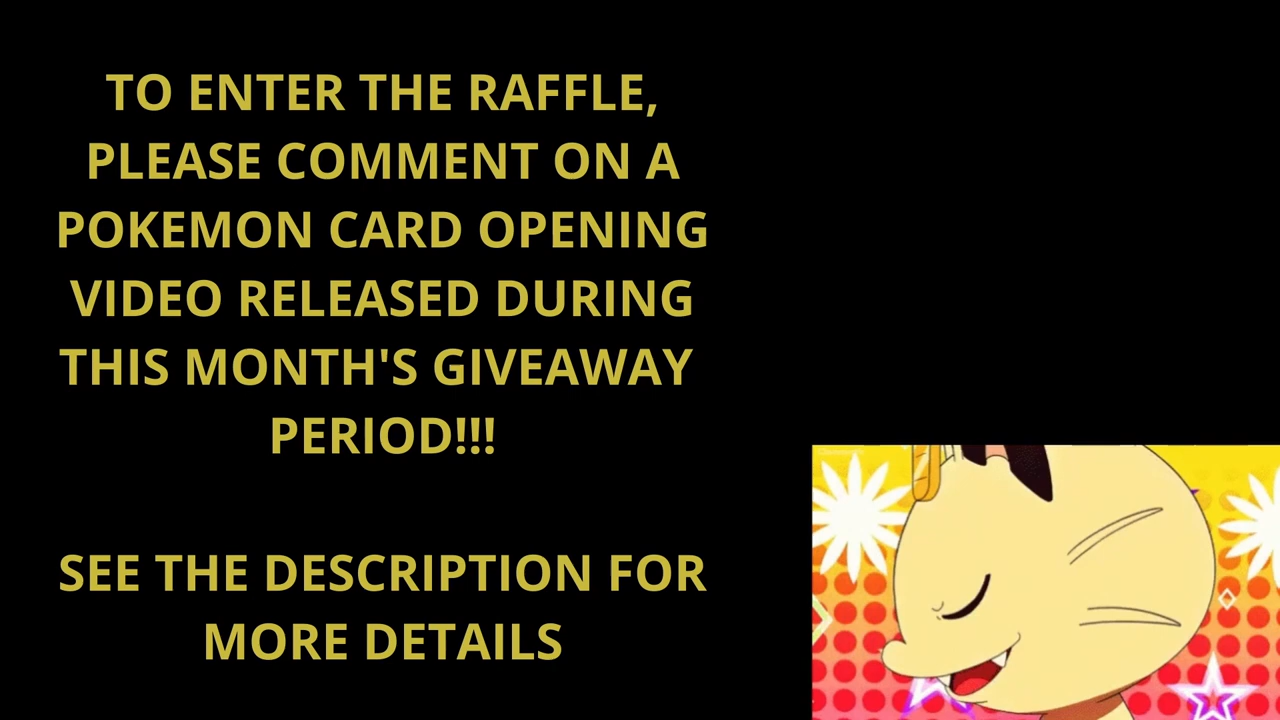 TO ENTER THE RAFFLE,
PLEASE COMMENT ON A
POKEMON CARD OPENING
VIDEO RELEASED DURING
THIS MONTH'S GIVEAWAY
PERIOD!!!
SEE THE DESCRIPTION FOR
MORE DETAILS